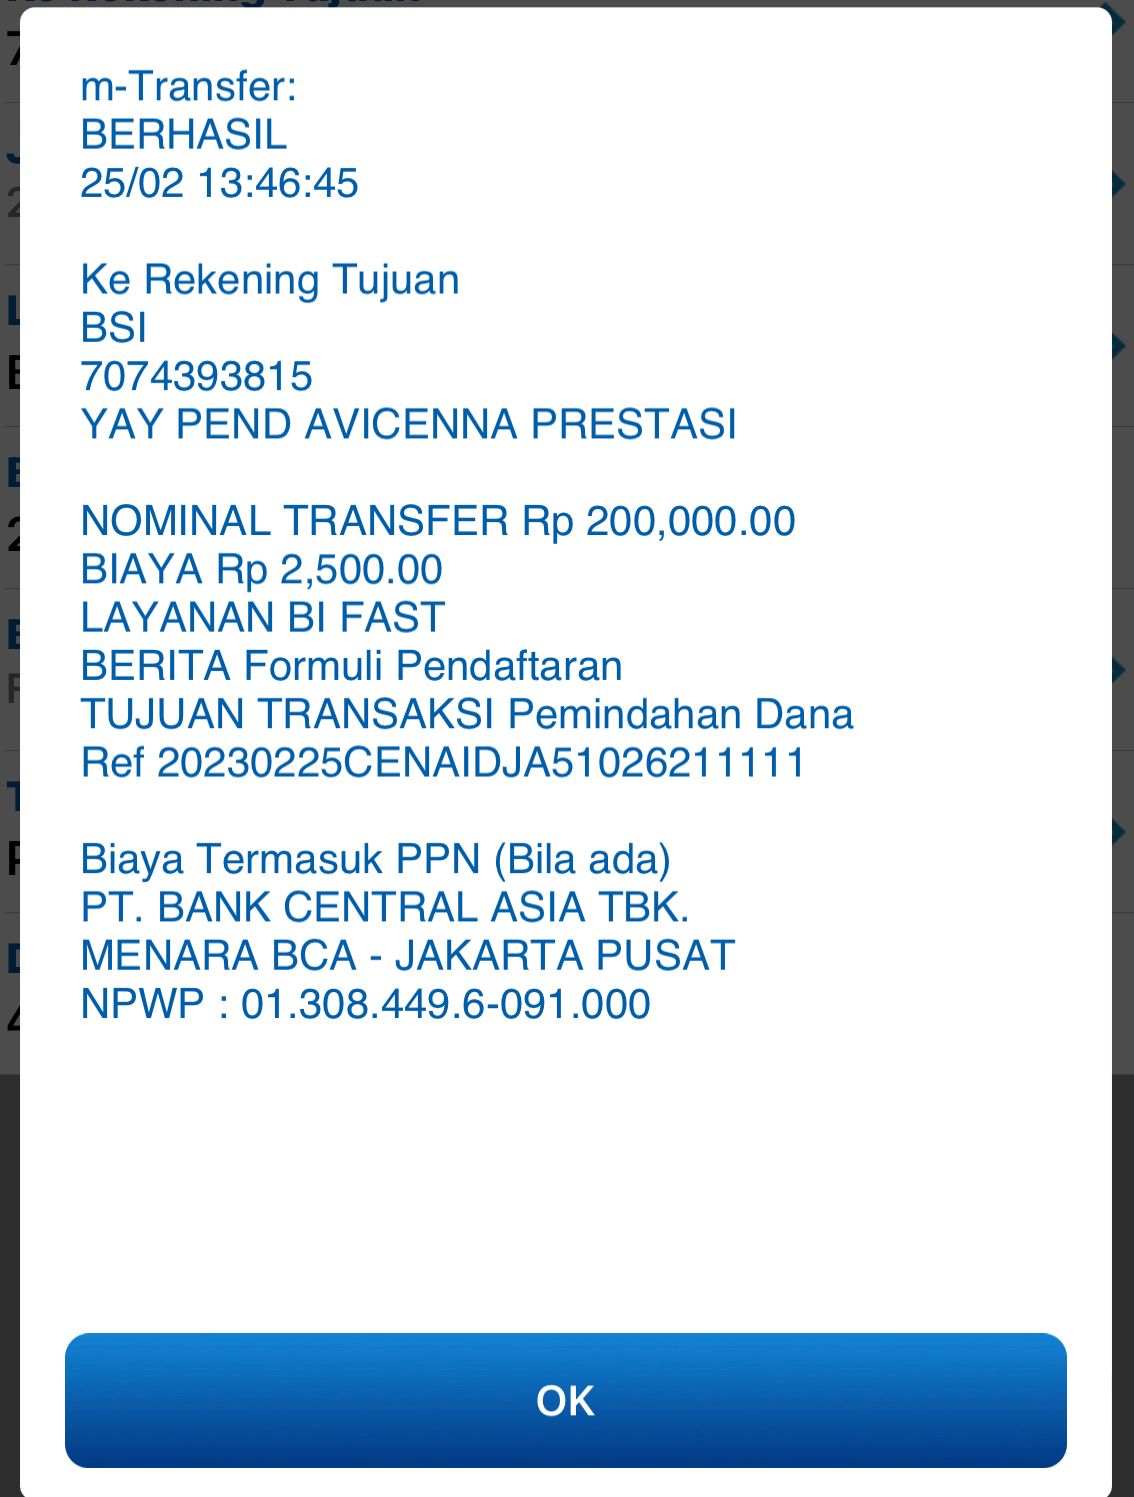 m-Transfer:
BERHASIL
25/02 13:46:45
Ke Rekening Tujuan
BSI
7074393815
YAY PEND AVICENNA PRESTASI
NOMINAL TRANSFER Rp 200,000.00
BIAYA Rp 2,500.00
LAYANAN BI FAST
BERITA Formuli Pendaftaran
TUJUAN TRANSAKSI Pemindahan Dana
Ref 20230225CENAIDJA51026211111
Biaya Termasuk PPN (Bila ada)
PT. BANK CENTRAL ASIA TBK.
MENARA BCA - JAKARTA PUSAT
NPWP : 01.308.449.6-091.000
OK